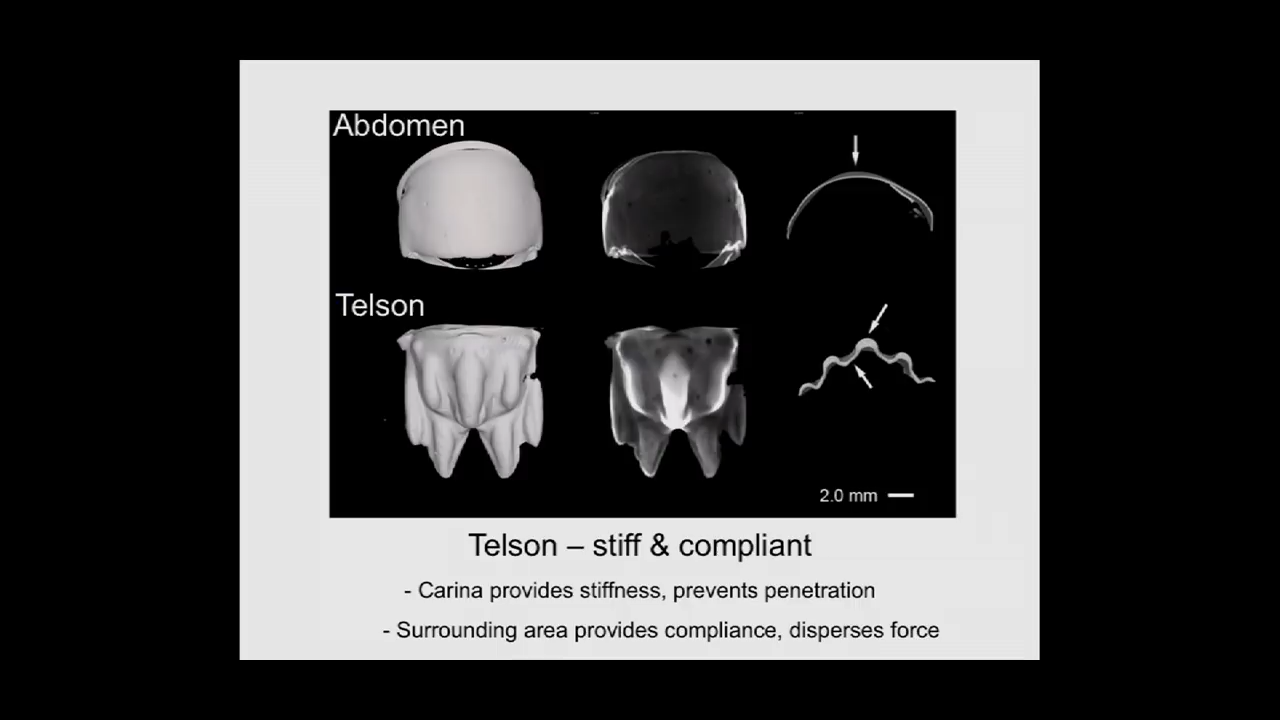 Abdomen
Telson
2.0 mm
Telson – stiff & compliant
- Carina provides stiffness, prevents penetration
- Surrounding area provides compliance, disperses force